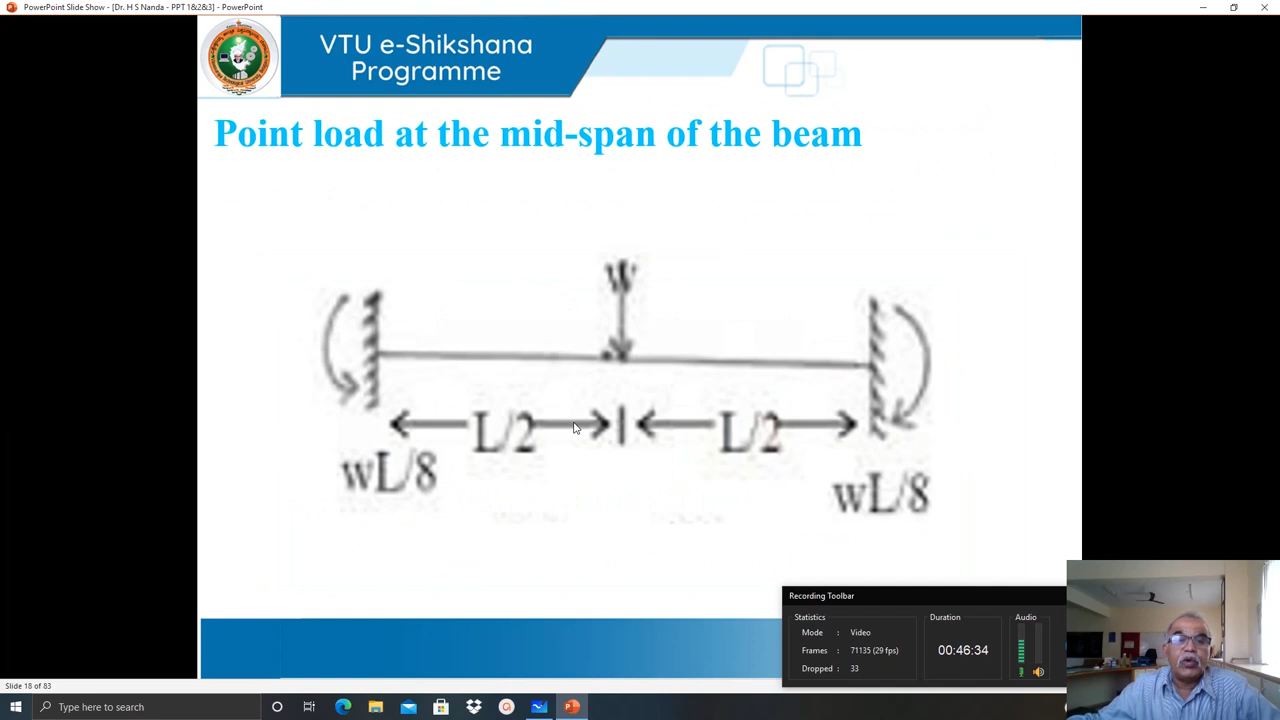 PowerPoint Slide Show - [Dr. H S Nanda - PPT 1&2&3] - PowerPoint
VTU e-Shikshana
Programme
Point load at the mid-span of the beam
w
L/2
L/2
wL/8
wL/8
Recording Toolbar
Statistics
Mode : Video
Frames : 71135 (29 fps)
Dropped : 33
Duration
00:46:34
Audio
Slide 18 of 83
Type here to search